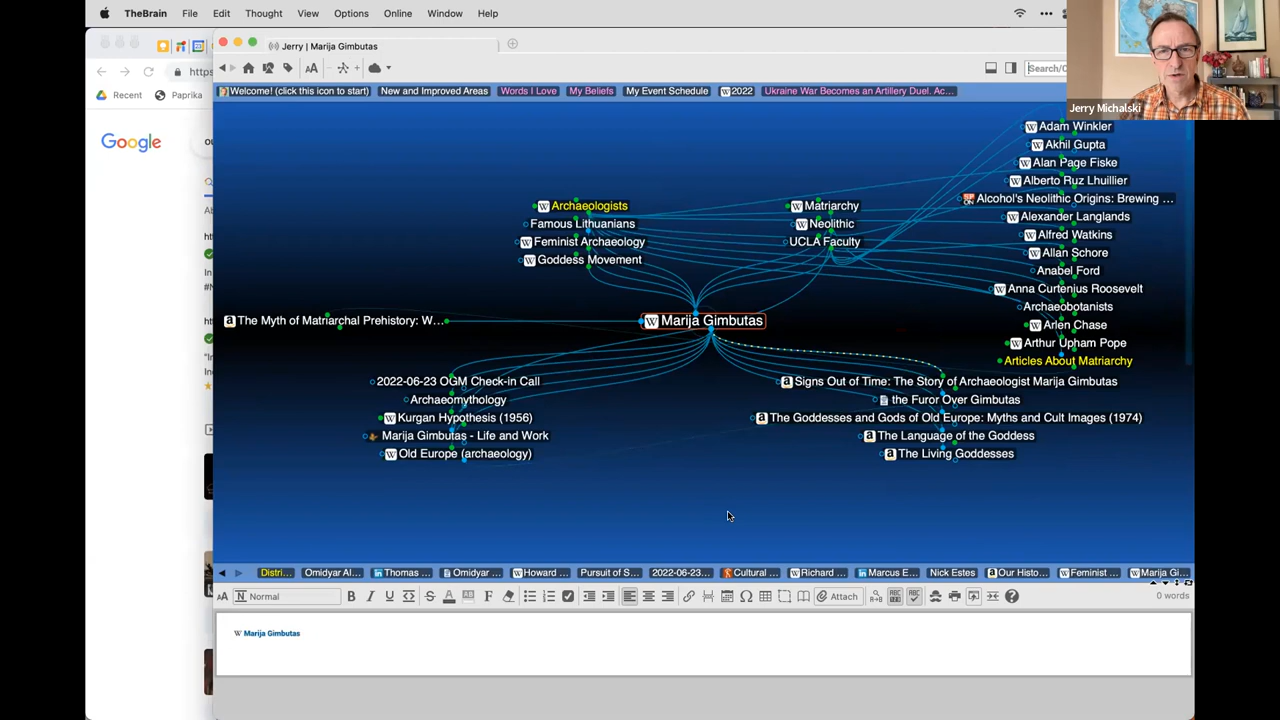 TheBrain File Edit Thought View Options Online Window Help
Jerry | Marija Gimbutas
https
Search/C
Recent Paprika
Welcome! (click this icon to start) New and Improved Areas Words I Love My Beliefs My Event Schedule 2022 Ukraine War Becomes an Artillery Duel. Ac...
Jerry Michalski
Google
ou
Archaeologists
Famous Lithuanians
Feminist Archaeology
Goddess Movement
Matriarchy
Neolithic
UCLA Faculty
Adam Winkler
Akhil Gupta
Alan Page Fiske
Alberto Ruz Lhuillier
Alcohol's Neolithic Origins: Brewing ...
Alexander Langlands
Alfred Watkins
Allan Schore
Anabel Ford
Anna Curtenius Roosevelt
Archaeobotanists
Arlen Chase
Arthur Upham Pope
Articles About Matriarchy
The Myth of Matriarchal Prehistory: W...
Marija Gimbutas
2022-06-23 OGM Check-in Call
Archaeomythology
Kurgan Hypothesis (1956)
Marija Gimbutas - Life and Work
Old Europe (archaeology)
Signs Out of Time: The Story of Archaeologist Marija Gimbutas
the Furor Over Gimbutas
The Goddesses and Gods of Old Europe: Myths and Cult Images (1974)
The Language of the Goddess
The Living Goddesses
Distri... Omidyar Al... Thomas ... Omidyar ... Howard ... Pursuit of S... 2022-06-23... Cultural ... Richard ... Marcus E... Nick Estes Our Histo... Feminist ... Marija Gi...
Normal Attach 0 words
Marija Gimbutas